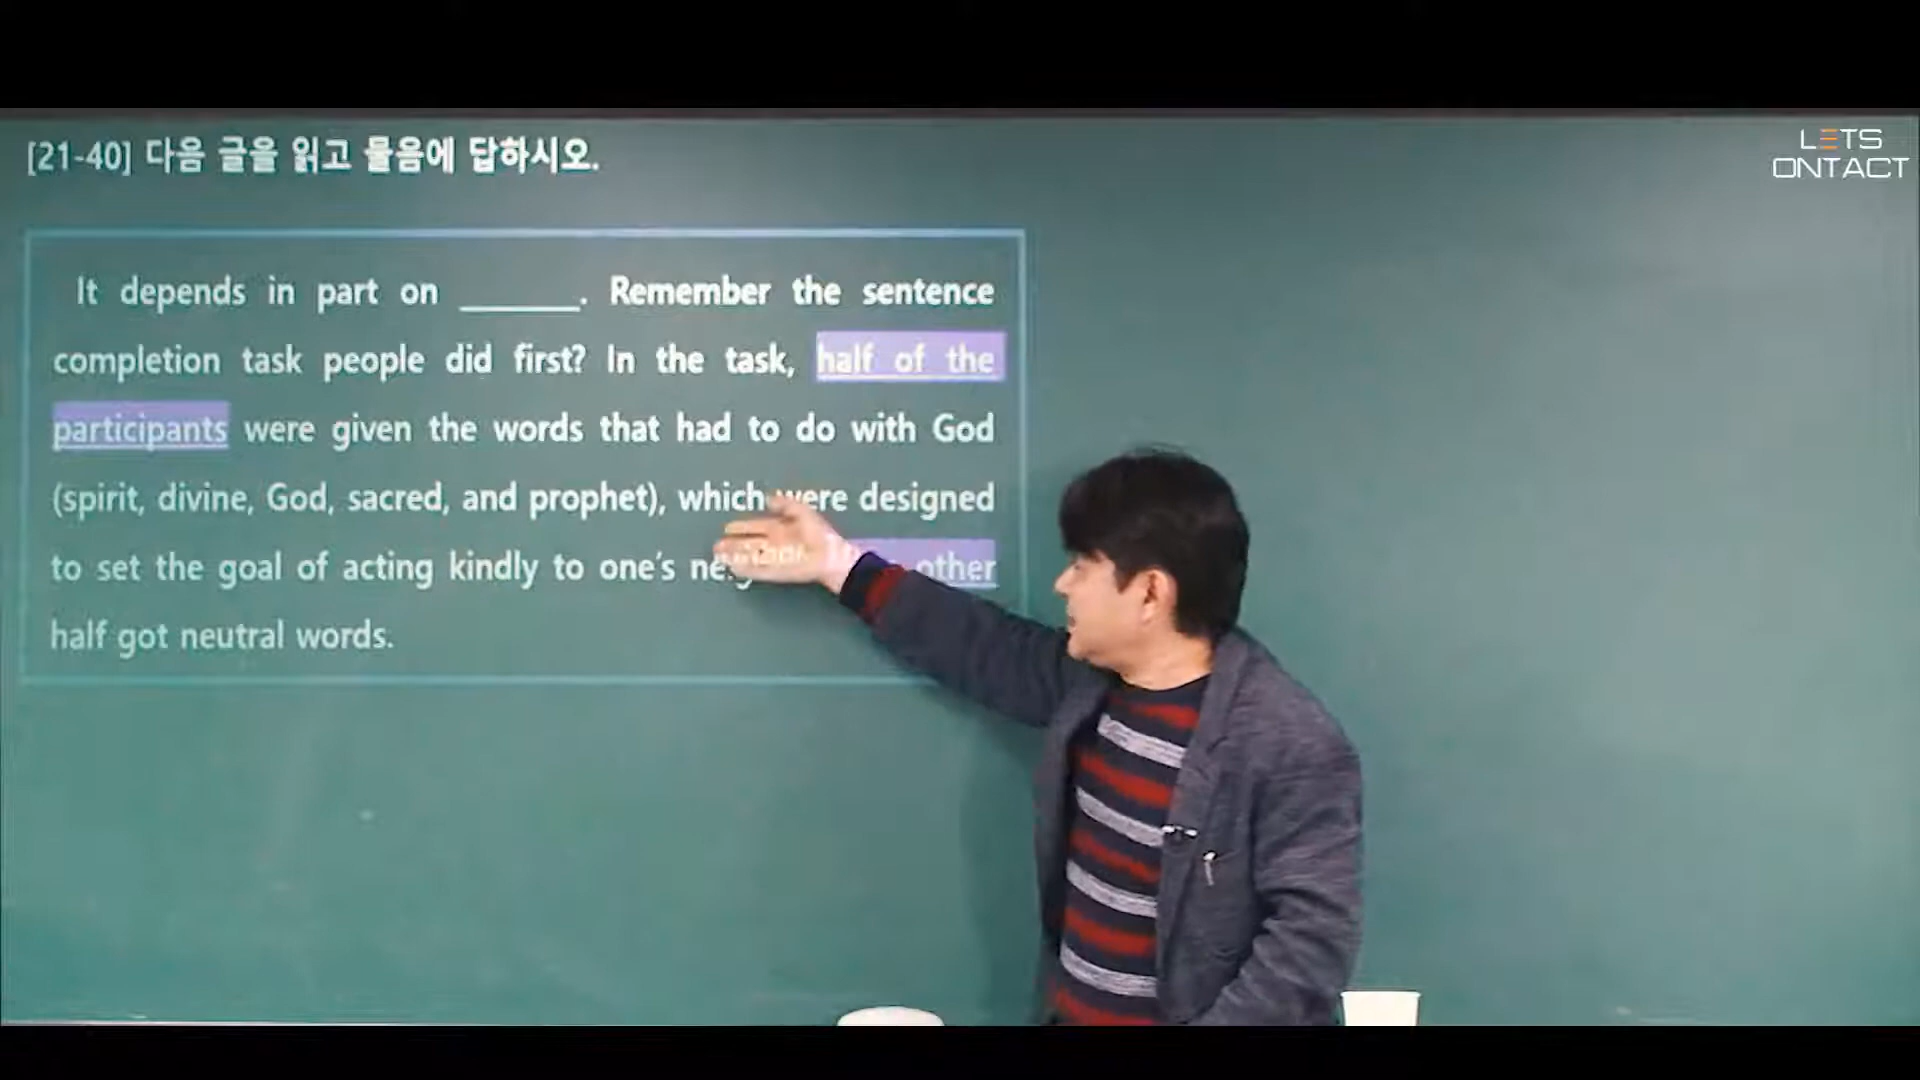 [21-40] 다음 글을 읽고 물음에 답하시오.
LETS
ONTACT
It depends in part on ______. Remember the sentence
completion task people did first? In the task, half of the
participants were given the words that had to do with God
(spirit, divine, God, sacred, and prophet), which were designed
to set the goal of acting kindly to one's other
half got neutral words.